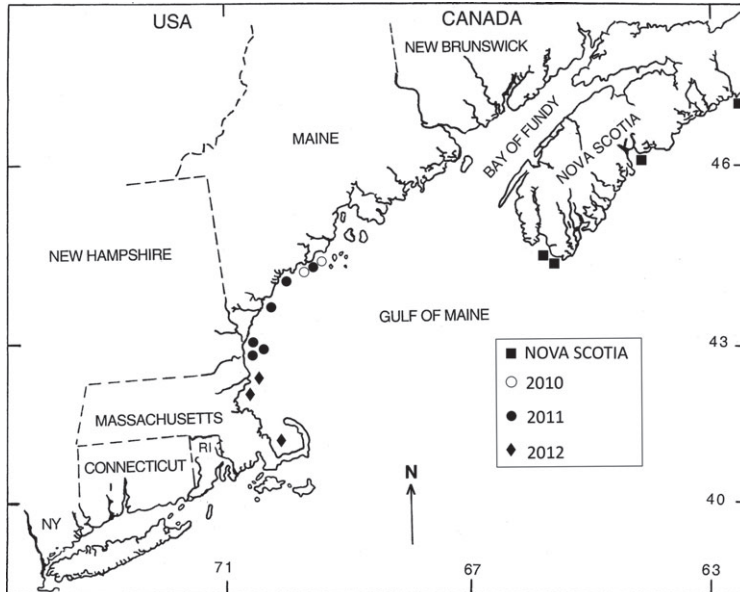 USA
CANADA
NEW BRUNSWICK
MAINE
BAY OF FUNDY
NOVA SCOTIA
46
NEW HAMPSHIRE
GULF OF MAINE
43
NOVA SCOTIA
2010
2011
2012
MASSACHUSETTS
RI
CONNECTICUT
N
40
NY
71
67
63